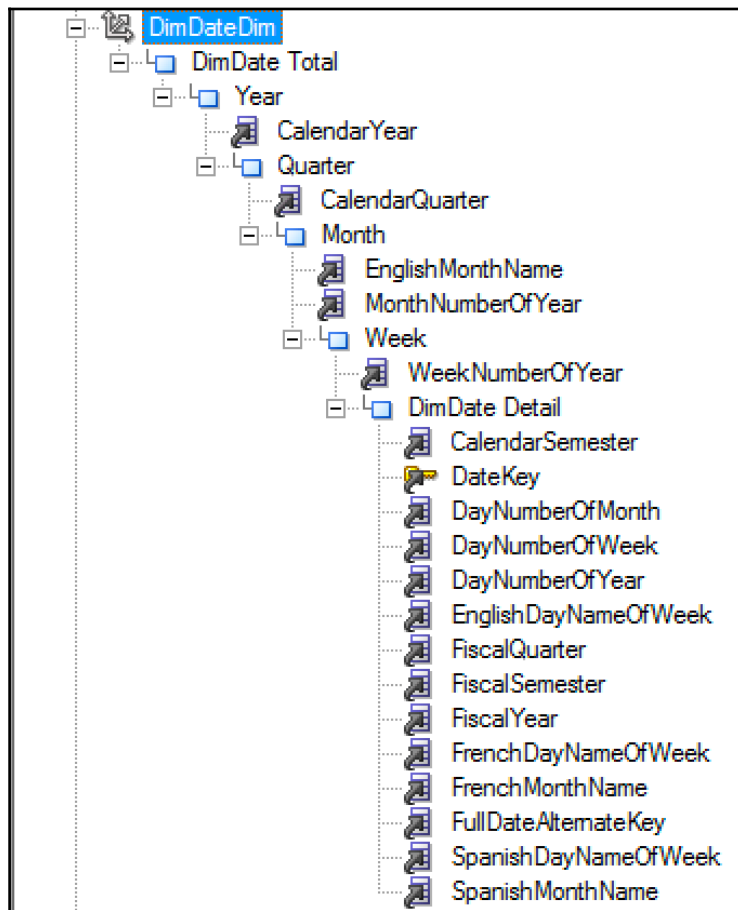 DimDateDim
DimDate Total
Year
CalendarYear
Quarter
CalendarQuarter
Month
EnglishMonthName
MonthNumberOfYear
Week
WeekNumberOfYear
DimDate Detail
CalendarSemester
DateKey
DayNumberOfMonth
DayNumberOfWeek
DayNumberOfYear
EnglishDayNameOfWeek
FiscalQuarter
FiscalSemester
FiscalYear
FrenchDayNameOfWeek
FrenchMonthName
FullDateAlternateKey
SpanishDayNameOfWeek
SpanishMonthName